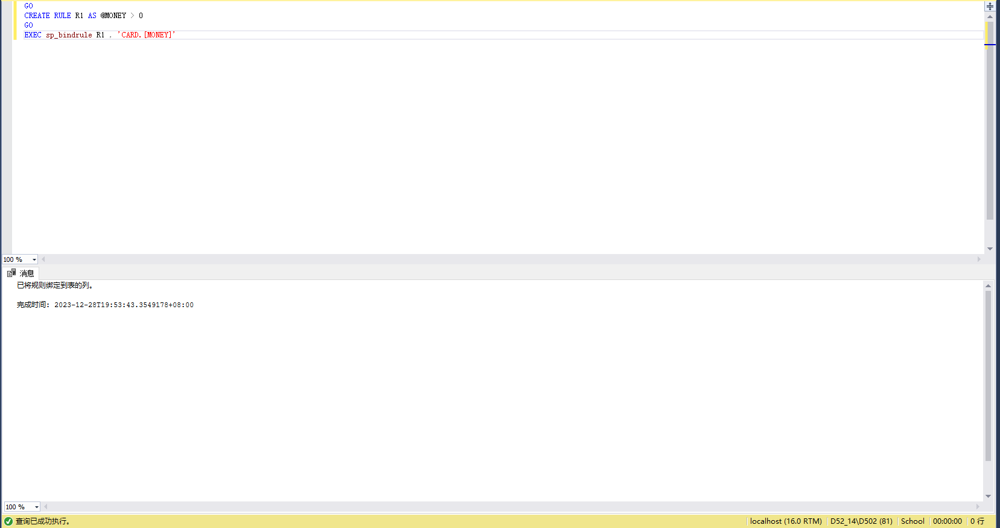 GO
CREATE RULE R1 AS @MONEY > 0
GO
EXEC sp_bindrule R1 , 'CARD.[MONEY]'
100 %
消息
已将规则绑定到表的列。
完成时间: 2023-12-28T19:53:43.3549178+08:00
100 %
查询已成功执行。 localhost (16.0 RTM) D52_14\D502 (81) School 00:00:00 0 行